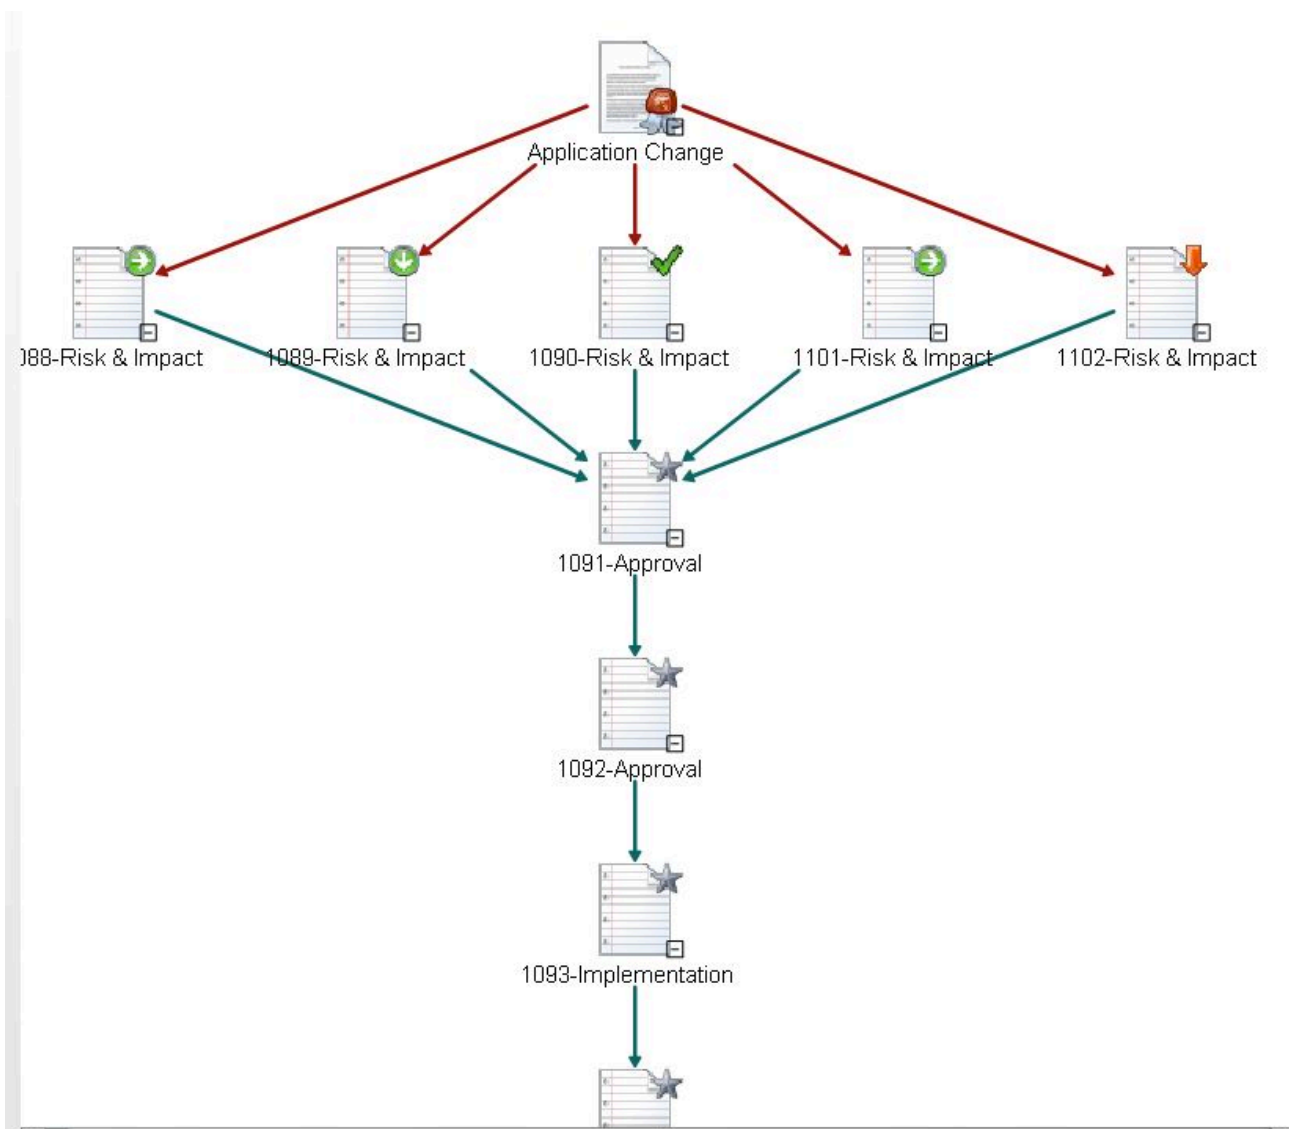 Application Change
088-Risk & Impact
1089-Risk & Impact
1090-Risk & Impact
1101-Risk & Impact
1102-Risk & Impact
1091-Approval
1092-Approval
1093-Implementation